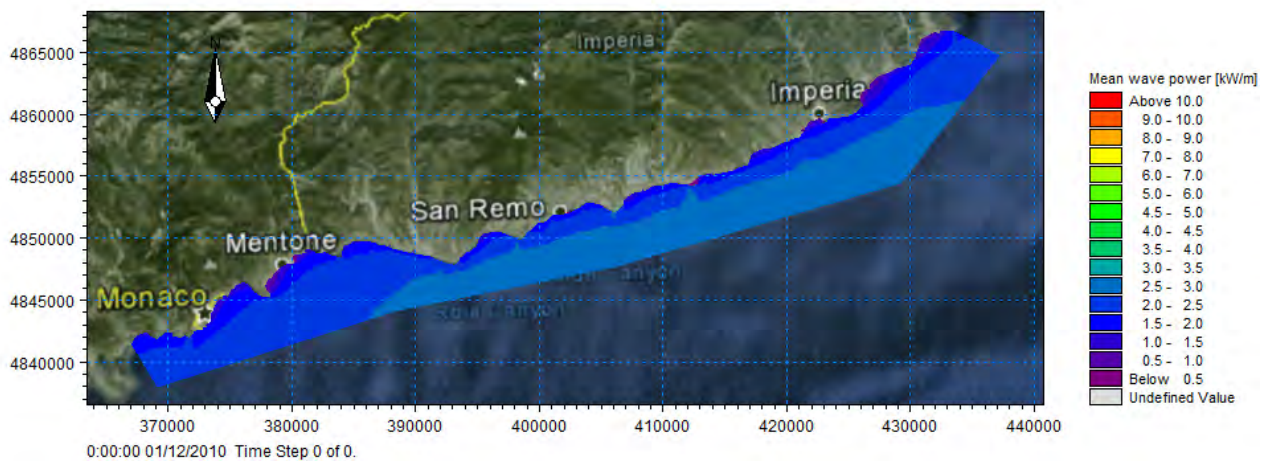 N
Imperia
Imperia
San Remo
Mentone
Monaco
4865000
4860000
4855000
4850000
4845000
4840000
370000 380000 390000 400000 410000 420000 430000 440000
0:00:00 01/12/2010 Time Step 0 of 0.
Mean wave power [kW/m]
Above 10.0
9.0 - 10.0
8.0 - 9.0
7.0 - 8.0
6.0 - 7.0
5.0 - 6.0
4.5 - 5.0
4.0 - 4.5
3.5 - 4.0
3.0 - 3.5
2.5 - 3.0
2.0 - 2.5
1.5 - 2.0
1.0 - 1.5
0.5 - 1.0
Below 0.5
Undefined Value